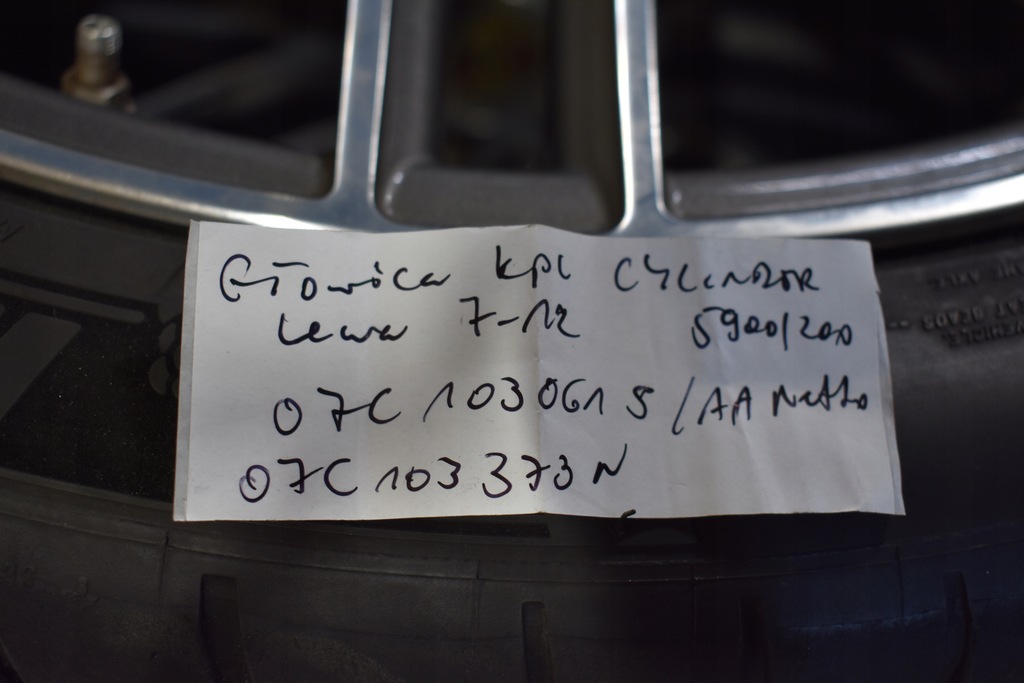 Głowica kpl CYLINDER
Lewa 7-12 5900/200
07C 103 061 S /AA Netto
07C 103 373 N